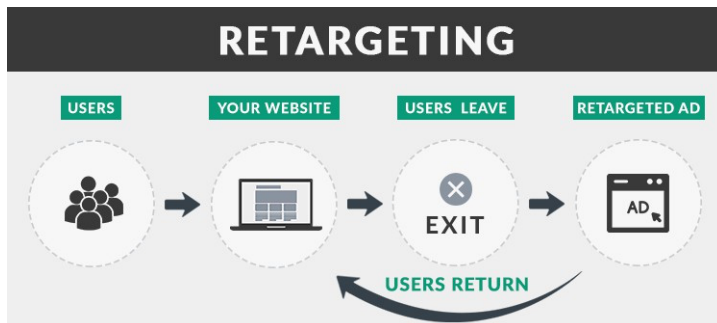 RETARGETING
USERS
YOUR WEBSITE
USERS LEAVE
RETARGETED AD
EXIT
AD
USERS RETURN